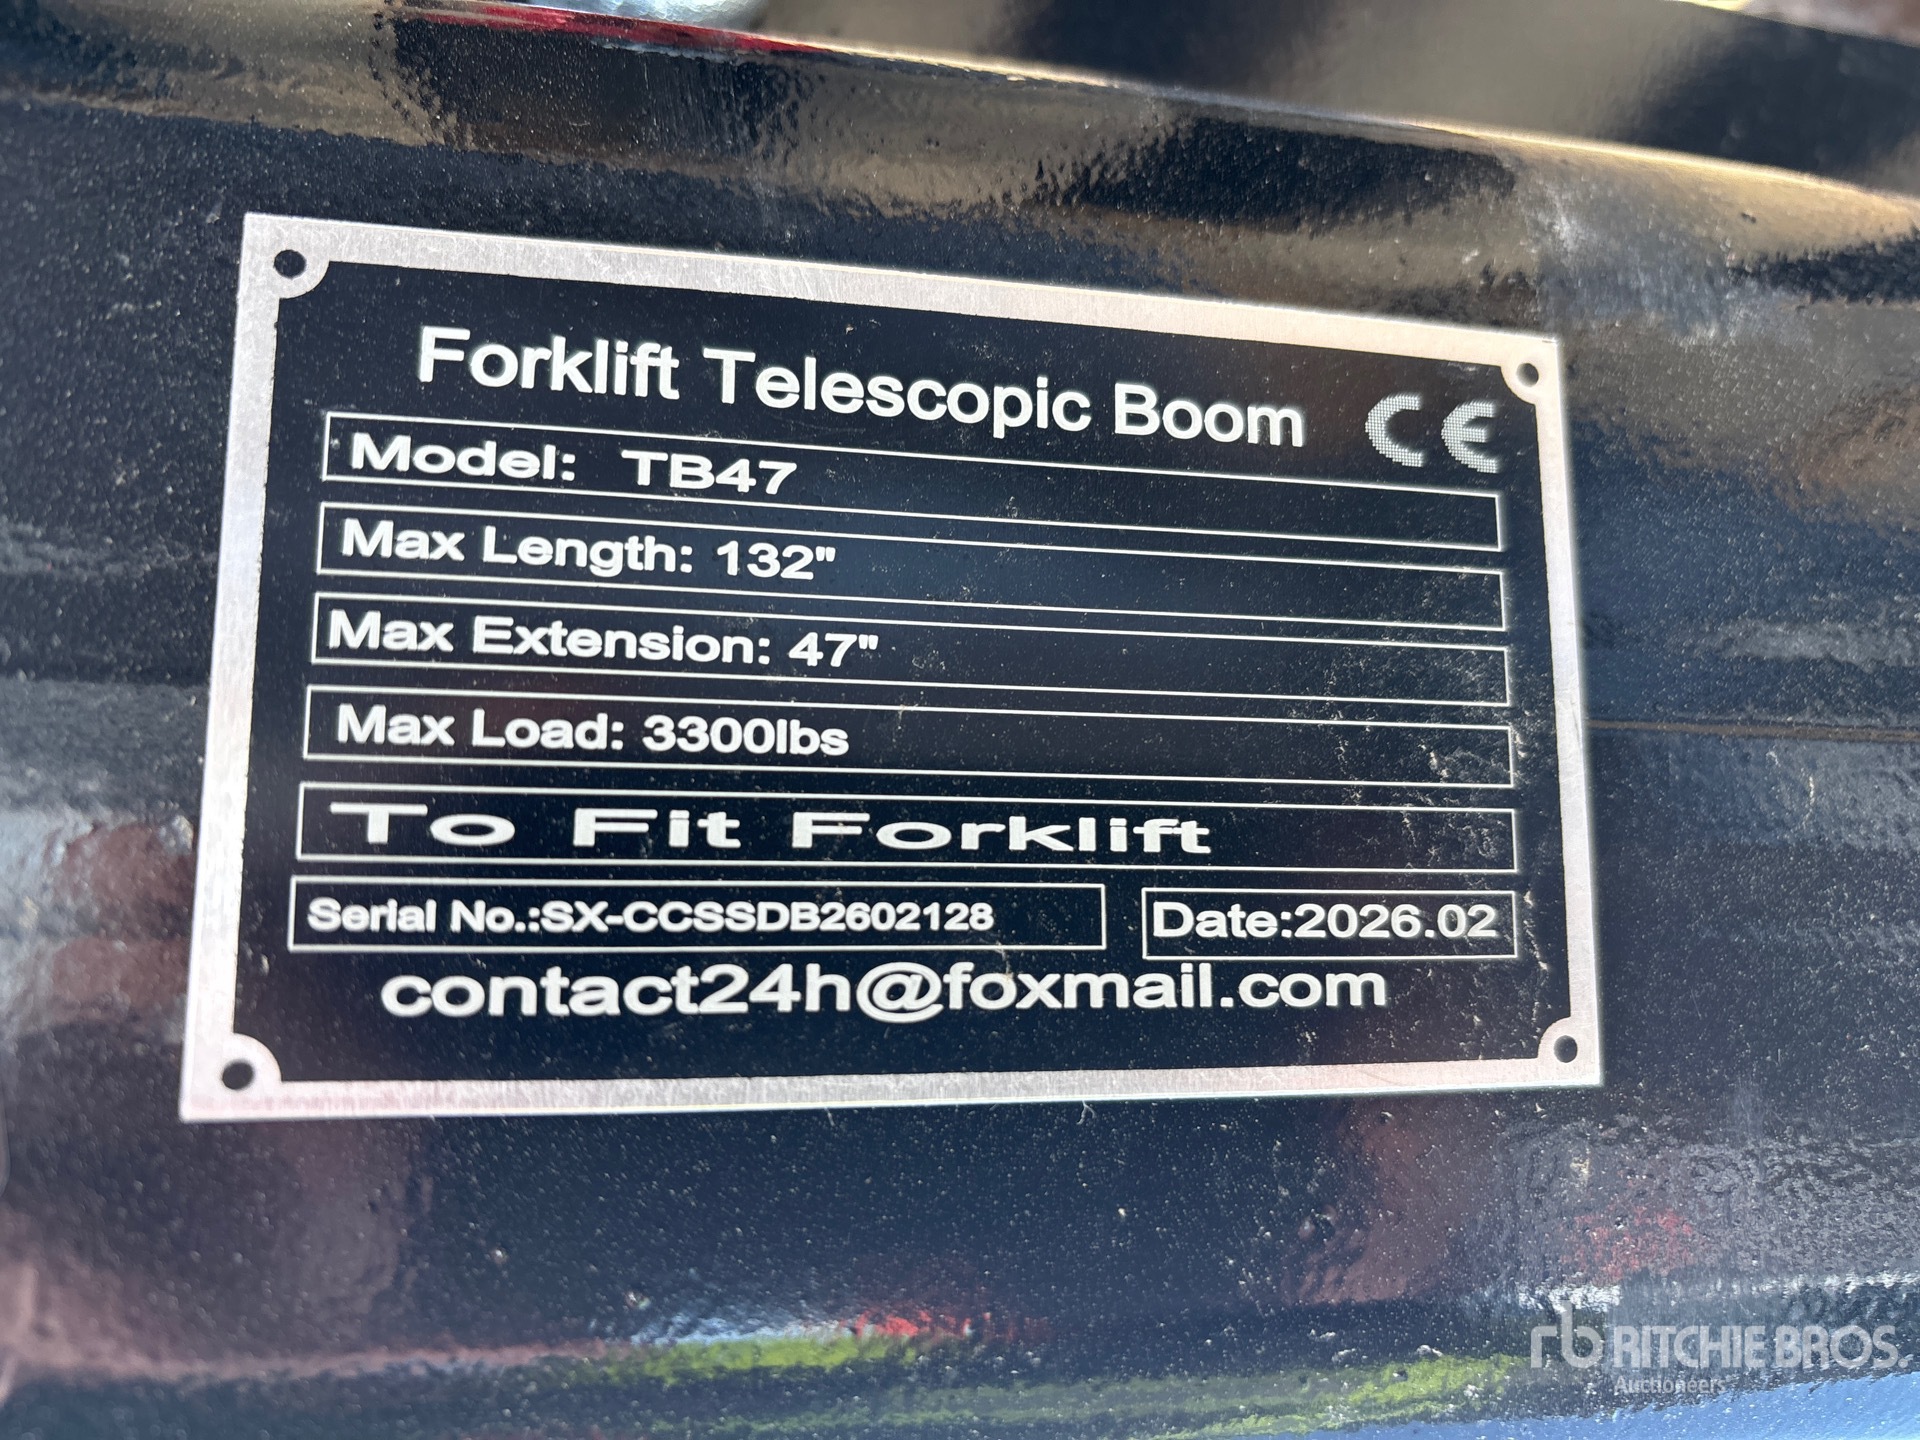 Forklift Telescopic Boom CE
Model: TB47
Max Length: 132"
Max Extension: 47"
Max Load: 3300lbs
To Fit Forklift
Serial No.:SX-CCSSDB2602128 Date:2026.02
contact24h@foxmail.com
rb RITCHIE BROS.
Auctioneers